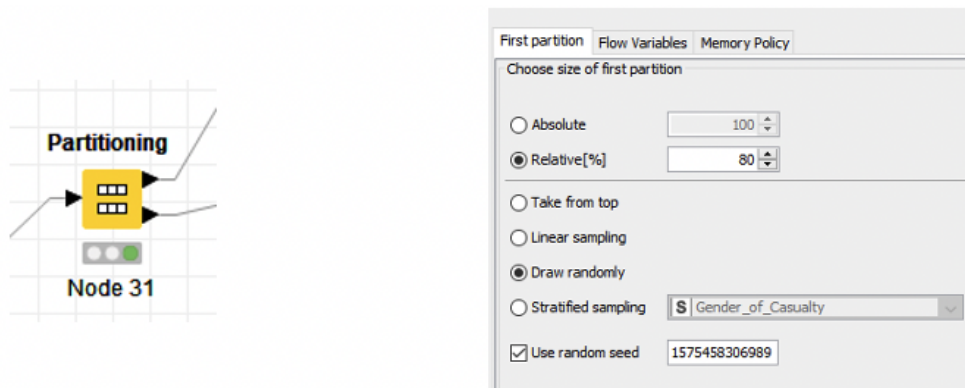 Partitioning
Node 31
First partition Flow Variables Memory Policy
Choose size of first partition
Absolute 100
Relative[%] 80
Take from top
Linear sampling
Draw randomly
Stratified sampling S Gender_of_Casualty
Use random seed 1575458306989